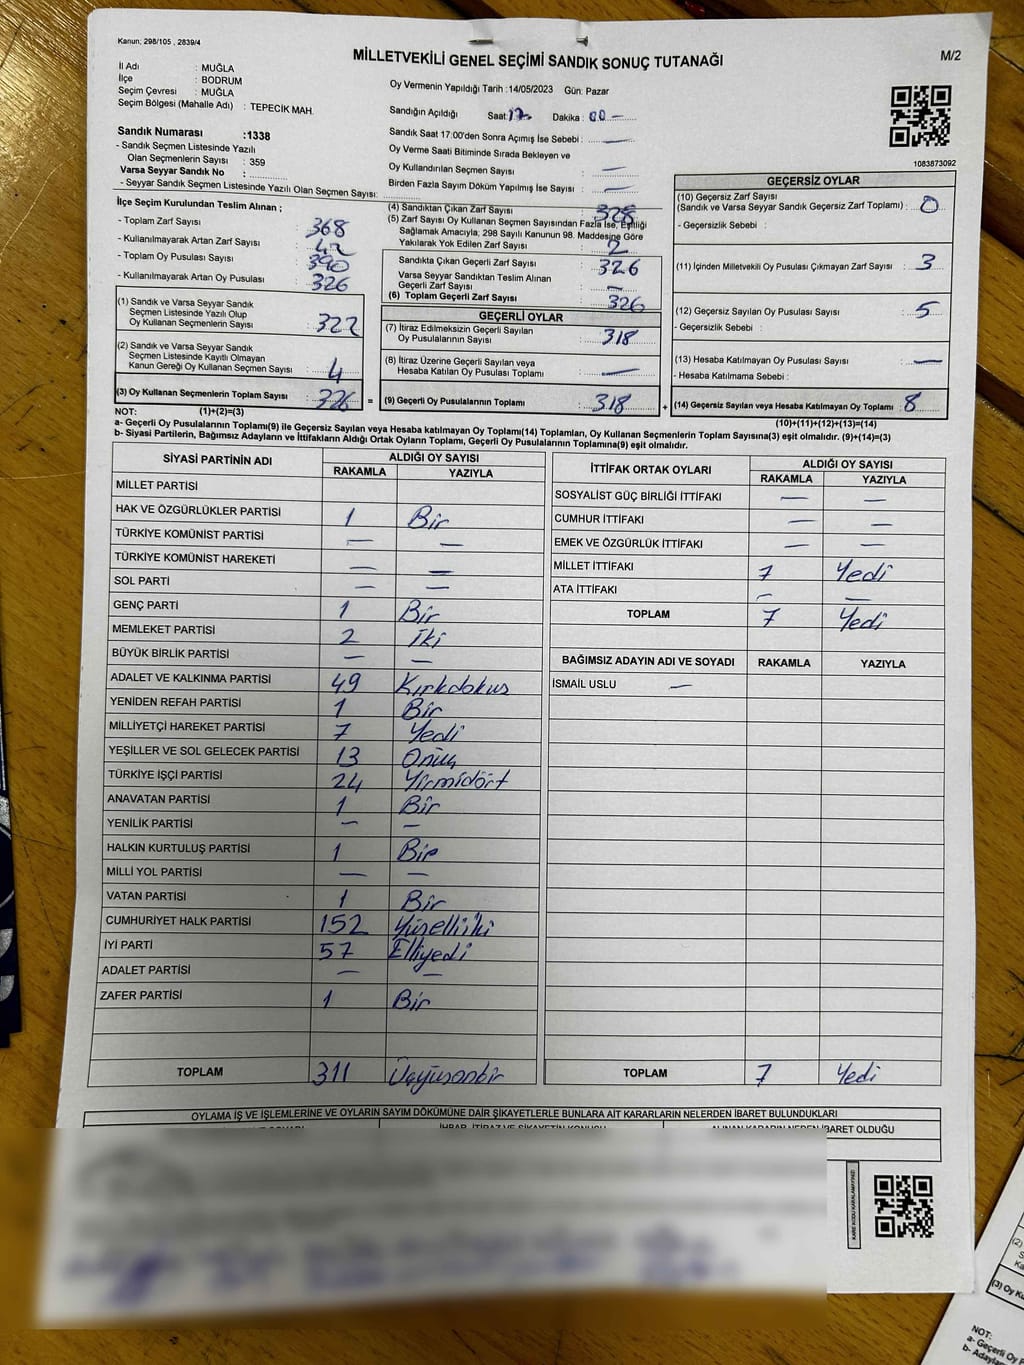 Kanun: 298/105 , 2839/4
MİLLETVEKİLİ GENEL SEÇİMİ SANDIK SONUÇ TUTANAĞI
M/2
İl Adı : MUĞLA
İlçe : BODRUM
Seçim Çevresi : MUĞLA
Seçim Bölgesi (Mahalle Adı) : TEPECİK MAH.
Sandık Numarası :1338
- Sandık Seçmen Listesinde Yazılı
Olan Seçmenlerin Sayısı : 359
Varsa Seyyar Sandık No :
- Seyyar Sandık Seçmen Listesinde Yazılı Olan Seçmen Sayısı:
Oy Vermenin Yapıldığı Tarih :14/05/2023 Gün: Pazar
Sandığın Açıldığı Saat: 17 Dakika : 00 —
Sandık Saat 17:00'den Sonra Açımış İse Sebebi : —
Oy Verme Saati Bitiminde Sırada Bekleyen ve
Oy Kullandırılan Seçmen Sayısı : —
Birden Fazla Sayım Döküm Yapılmış İse Sayısı : —
1083873092
İlçe Seçim Kurulundan Teslim Alınan ;
- Toplam Zarf Sayısı : 368
- Kullanılmayarak Artan Zarf Sayısı : 42
- Toplam Oy Pusulası Sayısı : 390
- Kullanılmayarak Artan Oy Pusulası : 326
(1) Sandık ve Varsa Seyyar Sandık
Seçmen Listesinde Yazılı Olup
Oy Kullanan Seçmenlerin Sayısı : 322
(2) Sandık ve Varsa Seyyar Sandık
Seçmen Listesinde Kayıtlı Olmayan
Kanun Gereği Oy Kullanan Seçmen Sayısı : 4
(3) Oy Kullanan Seçmenlerin Toplam Sayısı : 326 =
(4) Sandıktan Çıkan Zarf Sayısı : 328
(5) Zarf Sayısı Oy Kullanan Seçmen Sayısından Fazla İse, Eşitliği
Sağlamak Amacıyla; 298 Sayılı Kanunun 98. Maddesine Göre
Yakılarak Yok Edilen Zarf Sayısı : 2
Sandıkta Çıkan Geçerli Zarf Sayısı : 326
Varsa Seyyar Sandıktan Teslim Alınan
Geçerli Zarf Sayısı : —
(6) Toplam Geçerli Zarf Sayısı : 326
GEÇERLİ OYLAR
(7) İtiraz Edilmeksizin Geçerli Sayılan
Oy Pusulalarının Sayısı : 318
(8) İtiraz Üzerine Geçerli Sayılan veya
Hesaba Katılan Oy Pusulası Toplamı : —
(9) Geçerli Oy Pusulalarının Toplamı : 318 +
GEÇERSİZ OYLAR
(10) Geçersiz Zarf Sayısı
(Sandık ve Varsa Seyyar Sandık Geçersiz Zarf Toplamı) : 0
- Geçersizlik Sebebi :
(11) İçinden Milletvekili Oy Pusulası Çıkmayan Zarf Sayısı : 3
(12) Geçersiz Sayılan Oy Pusulası Sayısı : 5
- Geçersizlik Sebebi :
(13) Hesaba Katılmayan Oy Pusulası Sayısı : —
- Hesaba Katılmama Sebebi :
(14) Geçersiz Sayılan veya Hesaba Katılmayan Oy Toplamı 8
NOT: (1)+(2)=(3) (10)+(11)+(12)+(13)=(14)
a- Geçerli Oy Pusulalarının Toplamı(9) ile Geçersiz Sayılan veya Hesaba katılmayan Oy Toplamı(14) Toplamları, Oy Kullanan Seçmenlerin Toplam Sayısına(3) eşit olmalıdır. (9)+(14)=(3)
b- Siyasi Partilerin, Bağımsız Adayların ve İttifakların Aldığı Ortak Oyların Toplamı, Geçerli Oy Pusulalarının Toplamına(9) eşit olmalıdır.
SİYASİ PARTİNİN ADI ALDIĞI OY SAYISI
RAKAMLA YAZIYLA
MİLLET PARTİSİ
HAK VE ÖZGÜRLÜKLER PARTİSİ 1 Bir
TÜRKİYE KOMÜNİST PARTİSİ — —
TÜRKİYE KOMÜNİST HAREKETİ — —
SOL PARTİ — —
GENÇ PARTİ 1 Bir
MEMLEKET PARTİSİ 2 İki
BÜYÜK BİRLİK PARTİSİ — —
ADALET VE KALKINMA PARTİSİ 49 Kırkdokus
YENİDEN REFAH PARTİSİ 1 Bir
MİLLİYETÇİ HAREKET PARTİSİ 7 Yedi
YEŞİLLER VE SOL GELECEK PARTİSİ 13 Onüç
TÜRKİYE İŞÇİ PARTİSİ 24 Yirmidört
ANAVATAN PARTİSİ 1 Bir
YENİLİK PARTİSİ — —
HALKIN KURTULUŞ PARTİSİ 1 Bir
MİLLİ YOL PARTİSİ — —
VATAN PARTİSİ 1 Bir
CUMHURİYET HALK PARTİSİ 152 Yüzelliiki
İYİ PARTİ 57 Elliyedi
ADALET PARTİSİ — —
ZAFER PARTİSİ 1 Bir
TOPLAM 311 Üçyüsonbir
İTTİFAK ORTAK OYLARI ALDIĞI OY SAYISI
RAKAMLA YAZIYLA
SOSYALİST GÜÇ BİRLİĞİ İTTİFAKI — —
CUMHUR İTTİFAKI — —
EMEK VE ÖZGÜRLÜK İTTİFAKI — —
MİLLET İTTİFAKI 7 Yedi
ATA İTTİFAKI — —
TOPLAM 7 Yedi
BAĞIMSIZ ADAYIN ADI VE SOYADI RAKAMLA YAZIYLA
İSMAİL USLU —
TOPLAM 7 Yedi
OYLAMA İŞ VE İŞLEMLERİNE VE OYLARIN SAYIM DÖKÜMÜNE DAİR ŞİKAYETLERLE BUNLARA AİT KARARLARIN NELERDEN İBARET BULUNDUKLARI
İHBAR, İTİRAZ VE ŞİKAYETİN KONUSU ALINAN KARARIN NEDEN İBARET OLDUĞU
(2)
(3) Oy Ku
NOT:
a- Geçerli Oy
b-